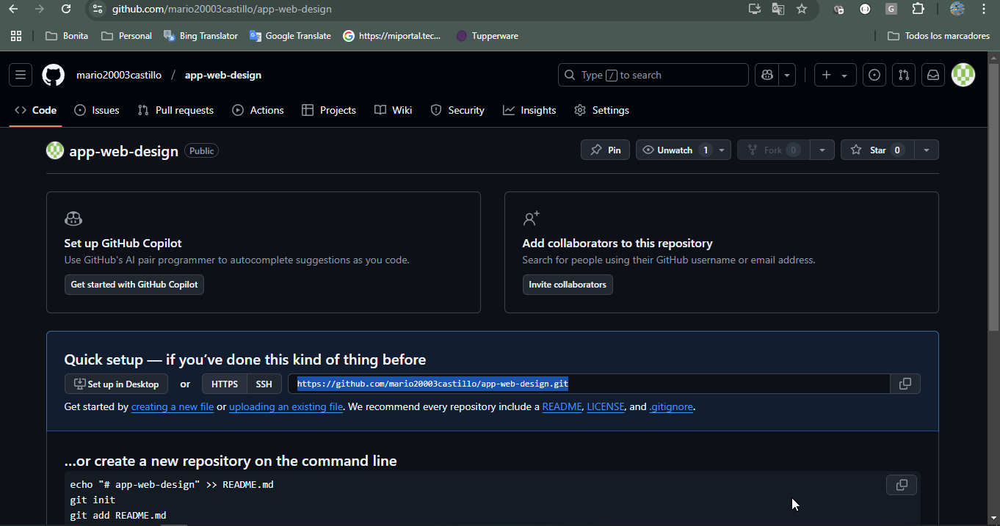 github.com/mario20003castillo/app-web-design
Bonita Personal Bing Translator Google Translate https://miportal.tec... Tupperware Todos los marcadores
mario20003castillo / app-web-design Type / to search
Code Issues Pull requests Actions Projects Wiki Security Insights Settings
app-web-design Public Pin Unwatch 1 Fork 0 Star 0
Set up GitHub Copilot
Use GitHub's AI pair programmer to autocomplete suggestions as you code.
Get started with GitHub Copilot
Add collaborators to this repository
Search for people using their GitHub username or email address.
Invite collaborators
Quick setup — if you've done this kind of thing before
Set up in Desktop or HTTPS SSH https://github.com/mario20003castillo/app-web-design.git
Get started by creating a new file or uploading an existing file. We recommend every repository include a README, LICENSE, and .gitignore.
...or create a new repository on the command line
echo "# app-web-design" >> README.md
git init
git add README.md